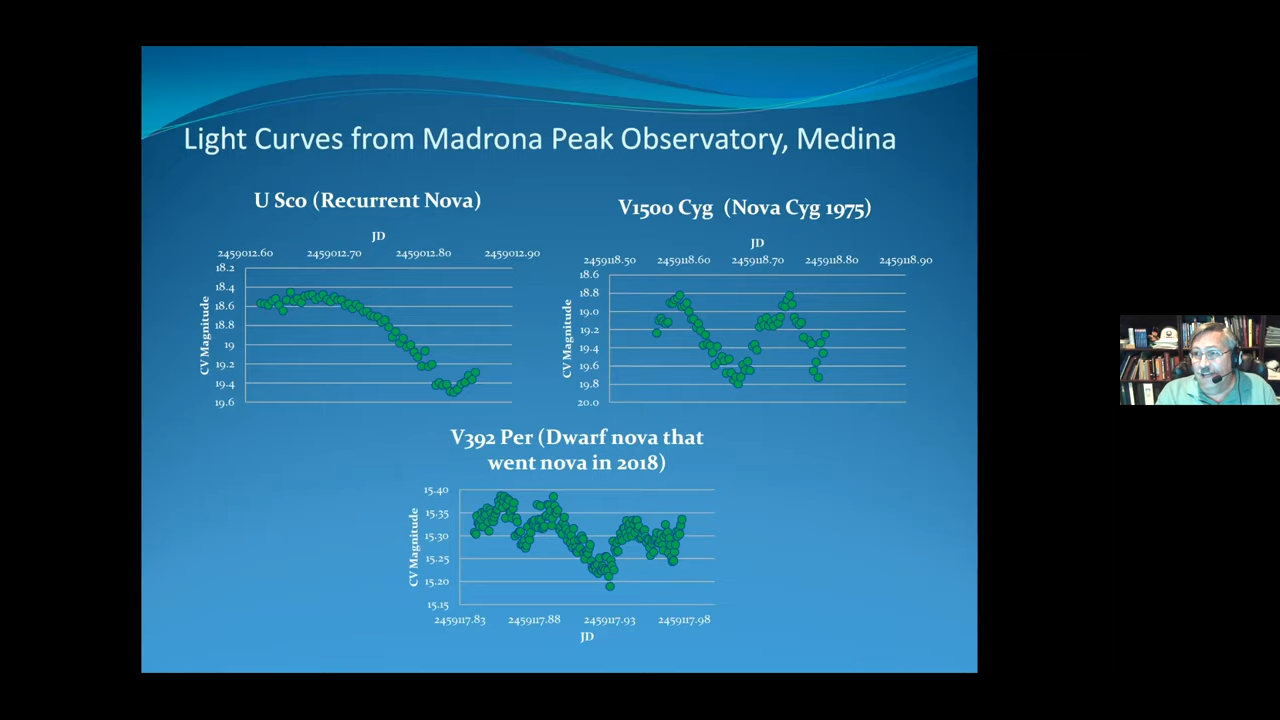 Light Curves from Madrona Peak Observatory, Medina
U Sco (Recurrent Nova)
JD
2459012.60 2459012.70 2459012.80 2459012.90
18.2
18.4
18.6
18.8
19
19.2
19.4
19.6
CV Magnitude
V1500 Cyg (Nova Cyg 1975)
JD
2459118.50 2459118.60 2459118.70 2459118.80 2459118.90
18.6
18.8
19.0
19.2
19.4
19.6
19.8
20.0
CV Magnitude
V392 Per (Dwarf nova that
went nova in 2018)
15.40
15.35
15.30
15.25
15.20
15.15
CV Magnitude
2459117.83 2459117.88 2459117.93 2459117.98
JD